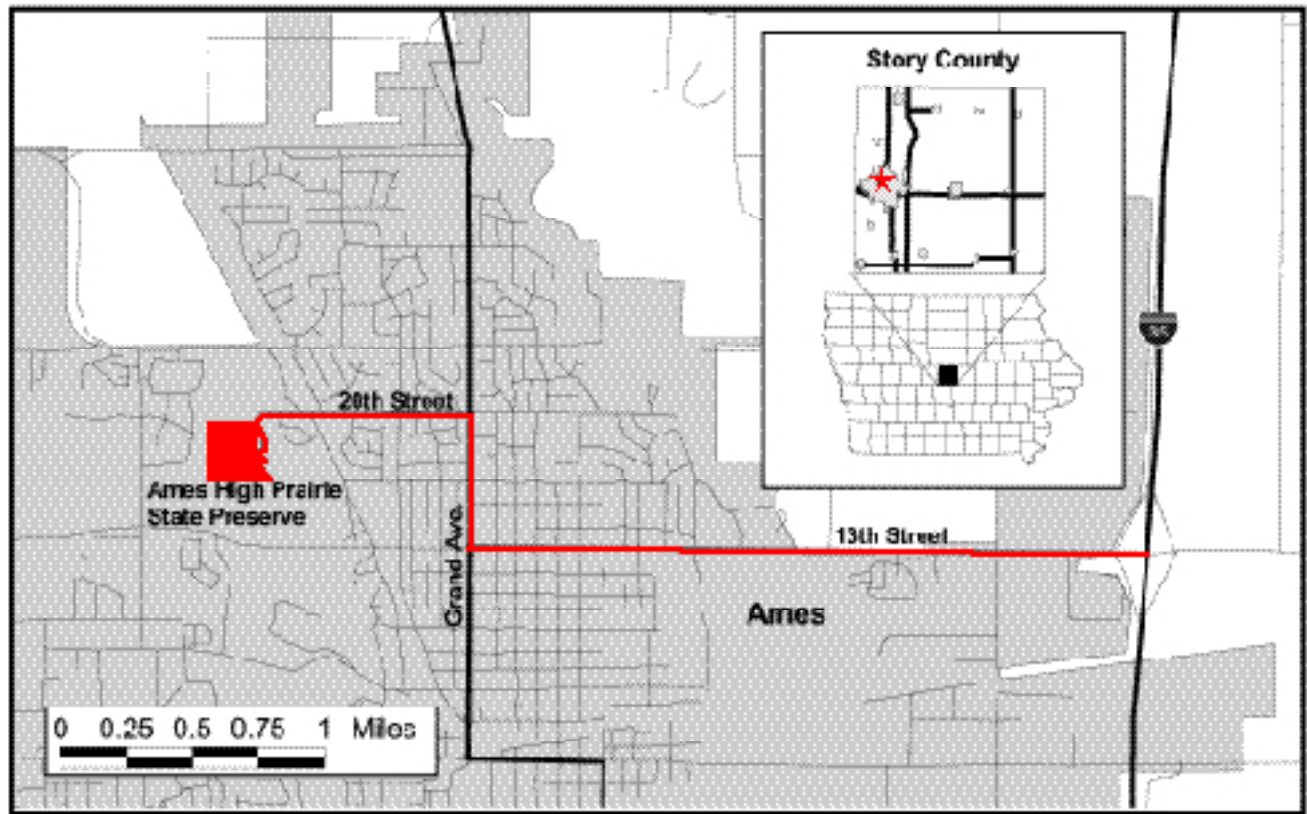 Story County
20th Street
Ames High Prairie
State Preserve
Grand Ave.
13th Street
Ames
0 0.25 0.5 0.75 1 Miles